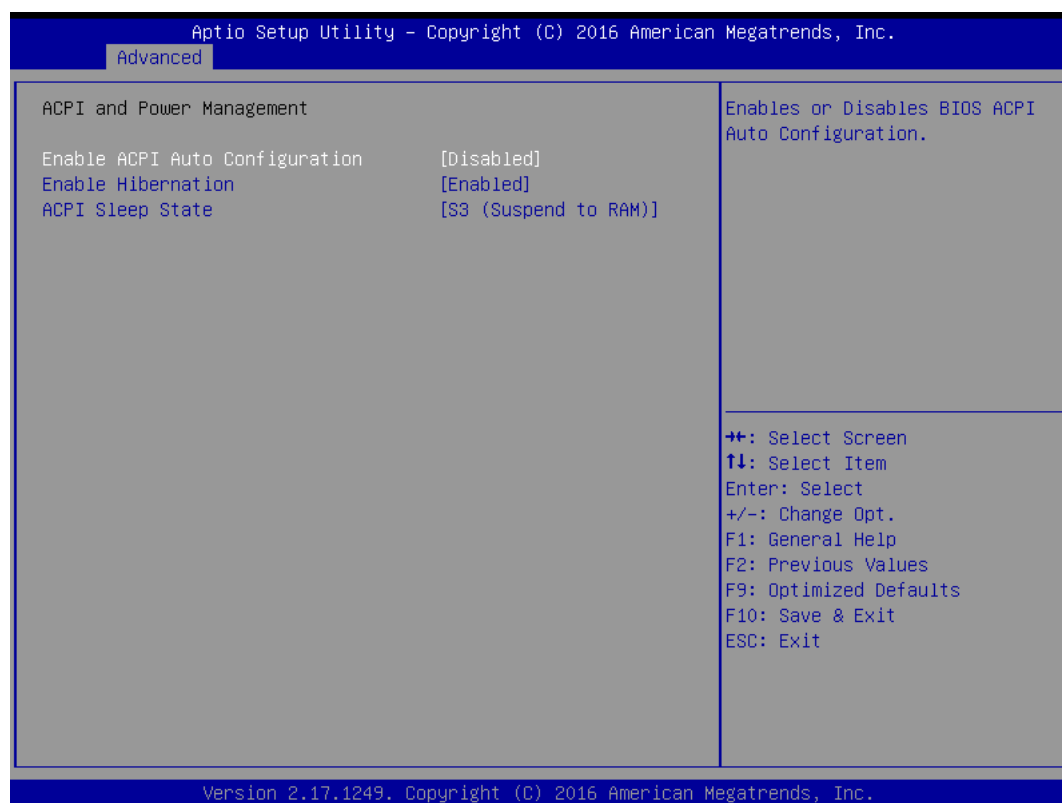 Aptio Setup Utility – Copyright (C) 2016 American Megatrends, Inc.
Advanced
ACPI and Power Management
Enable ACPI Auto Configuration [Disabled]
Enable Hibernation [Enabled]
ACPI Sleep State [S3 (Suspend to RAM)]
Enables or Disables BIOS ACPI
Auto Configuration.
→←: Select Screen
↑↓: Select Item
Enter: Select
+/-: Change Opt.
F1: General Help
F2: Previous Values
F9: Optimized Defaults
F10: Save & Exit
ESC: Exit
Version 2.17.1249. Copyright (C) 2016 American Megatrends, Inc.